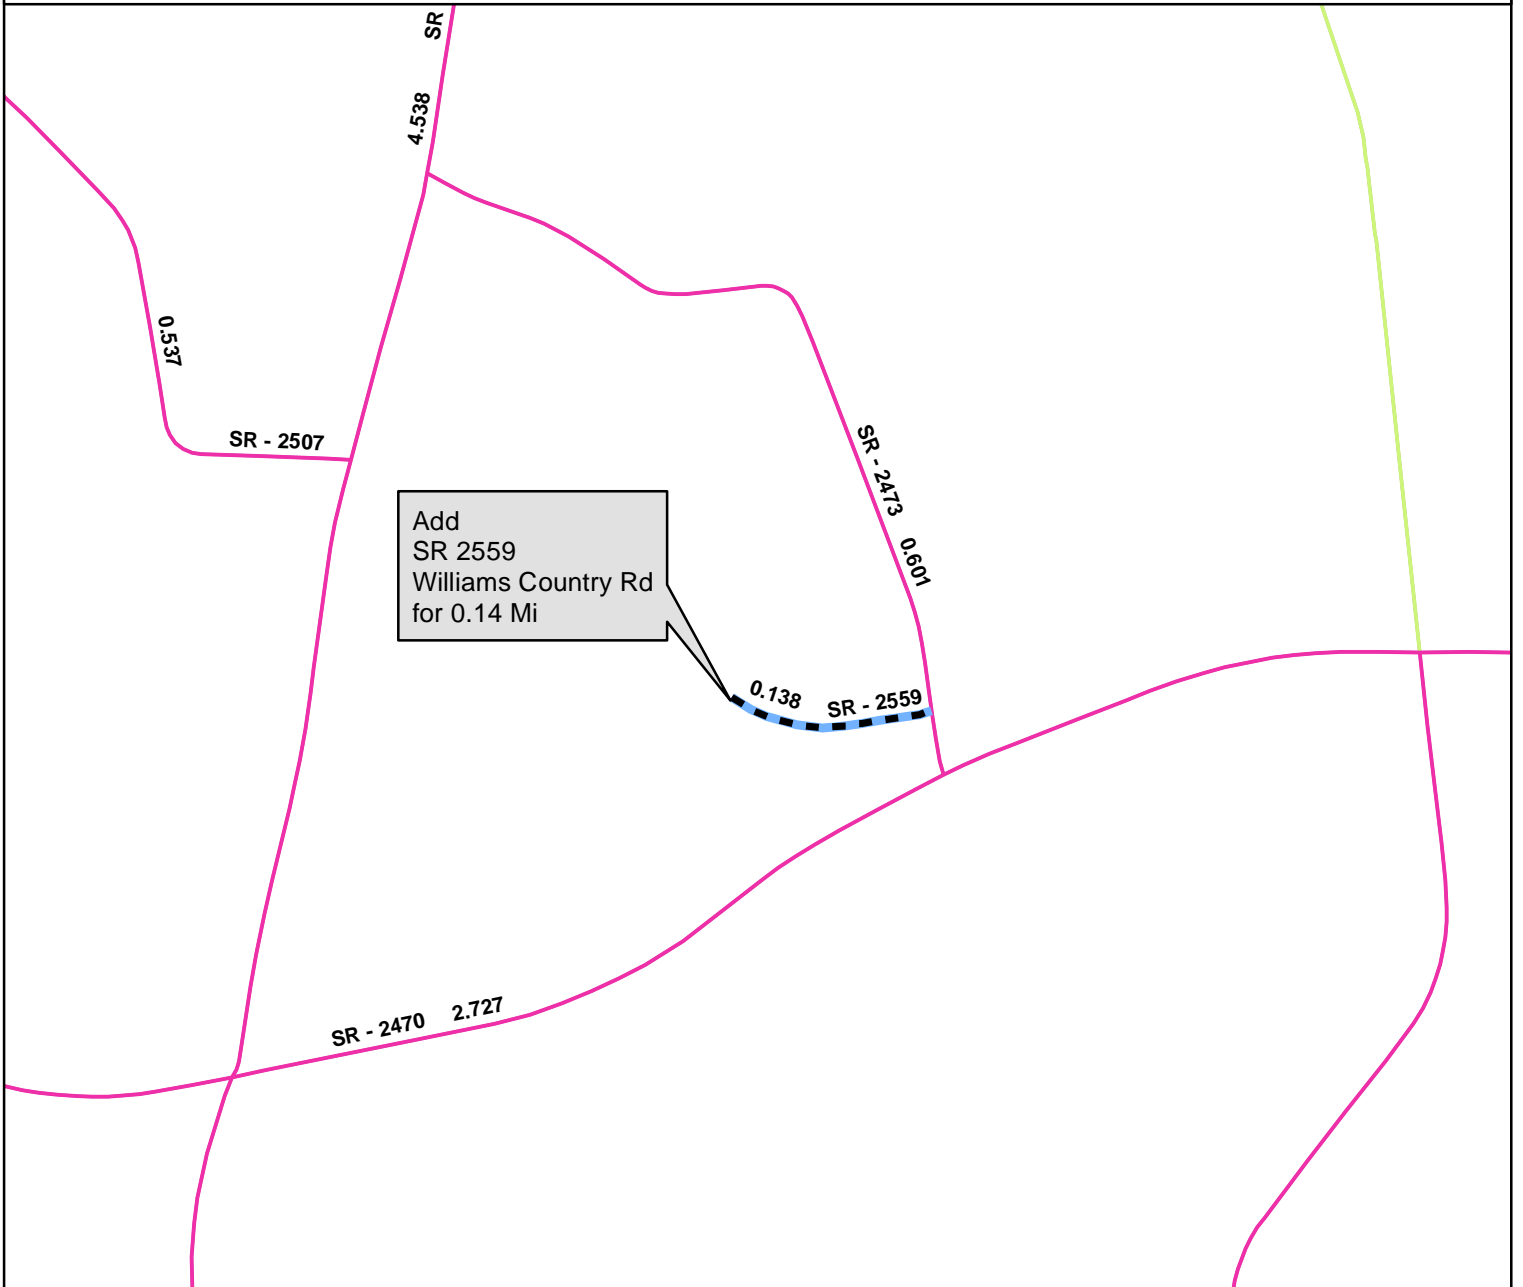 SR
4.538
0.537
SR - 2507
SR - 2473 0.601
Add
SR 2559
Williams Country Rd
for 0.14 Mi
0.138 SR - 2559
SR - 2470 2.727